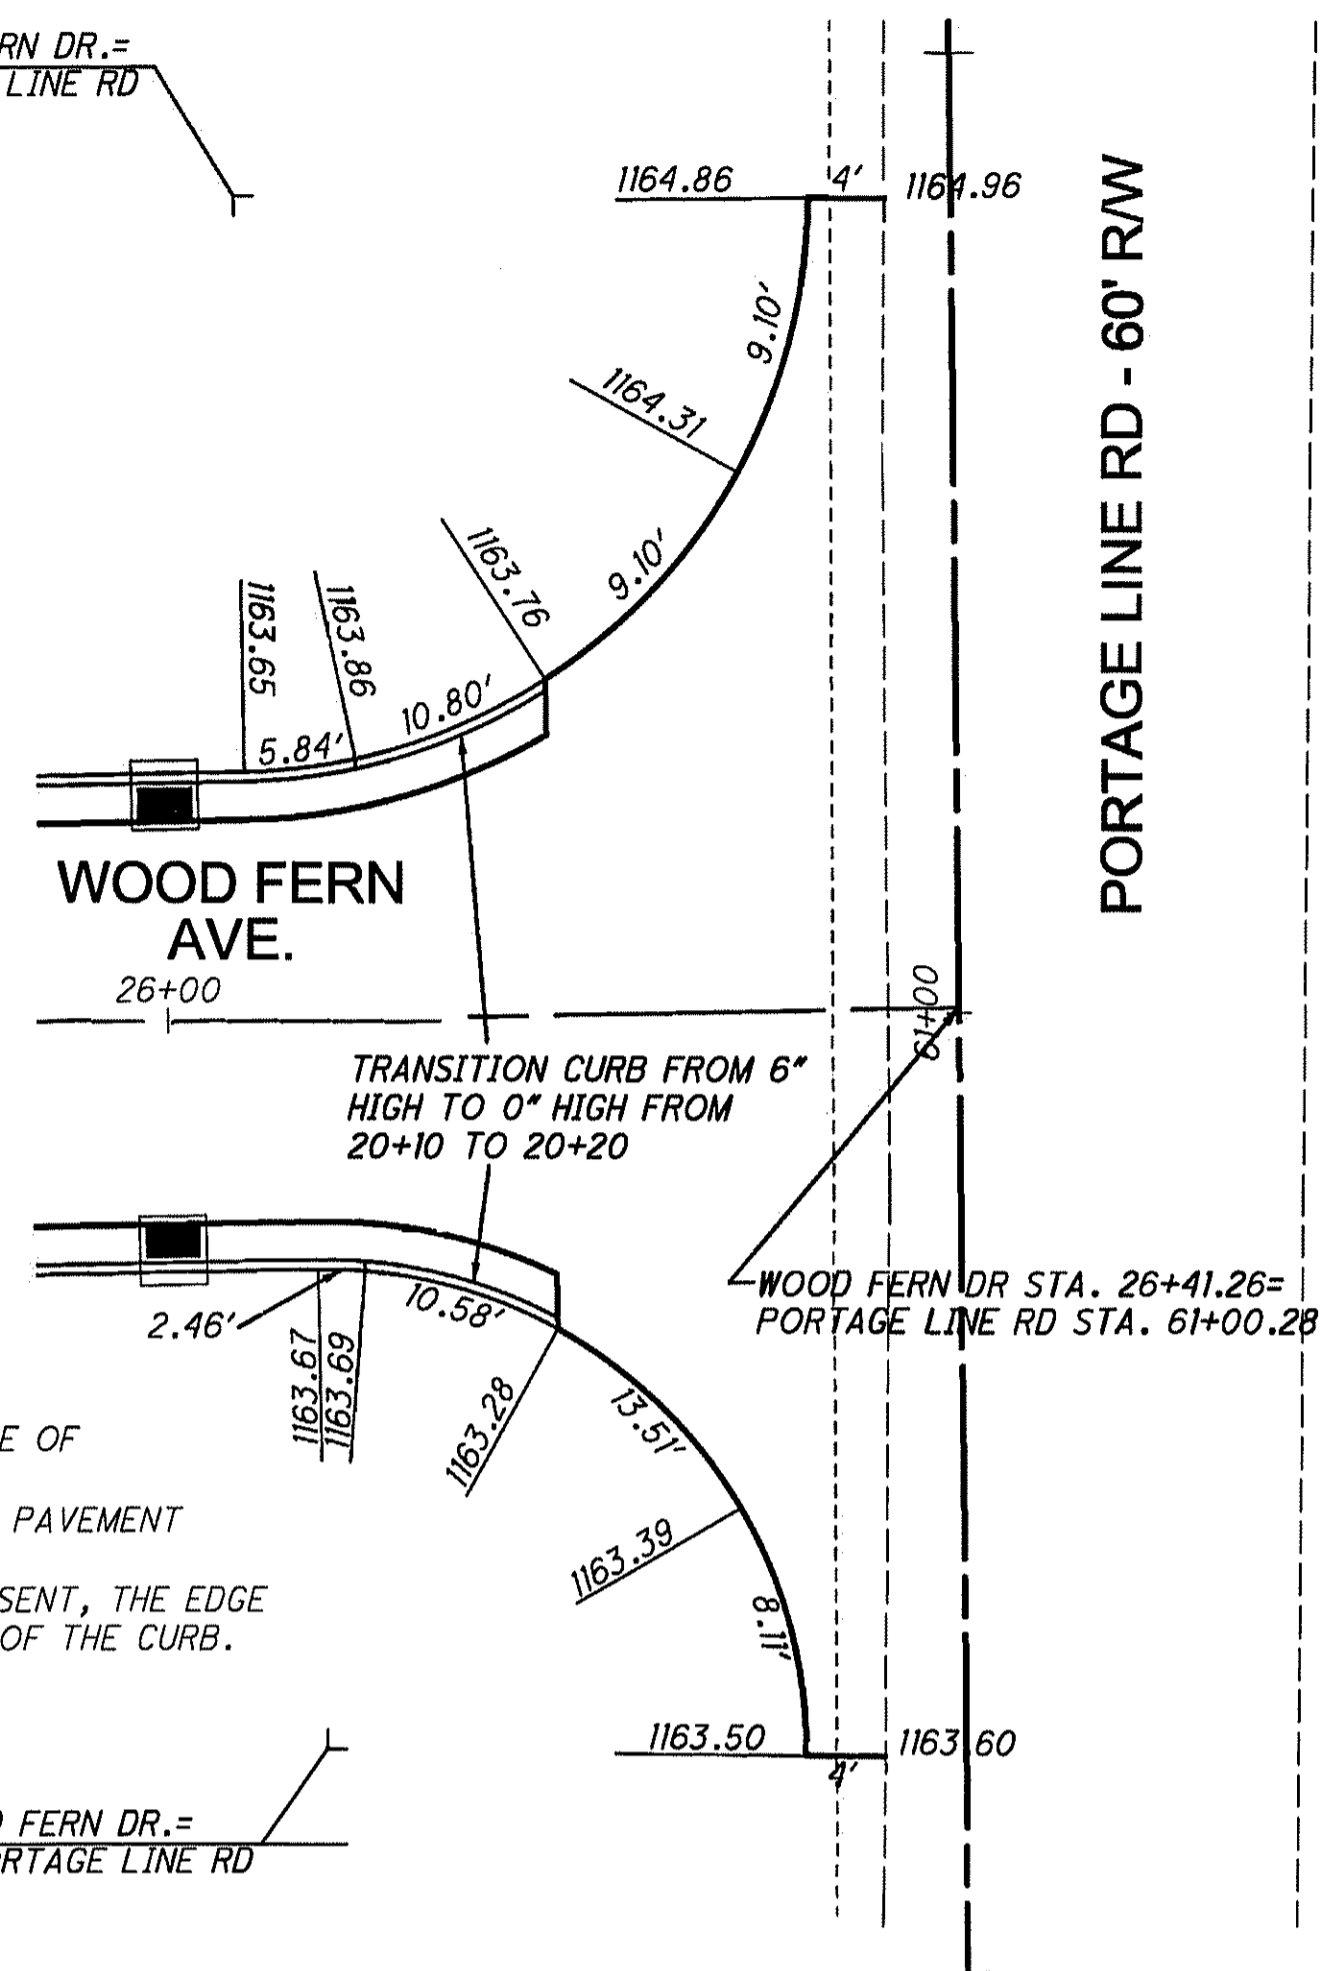 RN DR.=
LINE RD
1164.86
4'
1164.96
9.10'
1164.31
9.10'
1163.76
1163.86
1163.65
10.80'
5.84'
PORTAGE LINE RD - 60' R/W
WOOD FERN
AVE.
26+00
61+00
TRANSITION CURB FROM 6"
HIGH TO 0" HIGH FROM
20+10 TO 20+20
WOOD FERN DR STA. 26+41.26=
PORTAGE LINE RD STA. 61+00.28
2.46'
10.58'
1163.67
1163.69
1163.28
13.51'
1163.39
8.11'
E OF
PAVEMENT
SENT, THE EDGE
OF THE CURB.
1163.50
4'
1163.60
FERN DR.=
RTAGE LINE RD